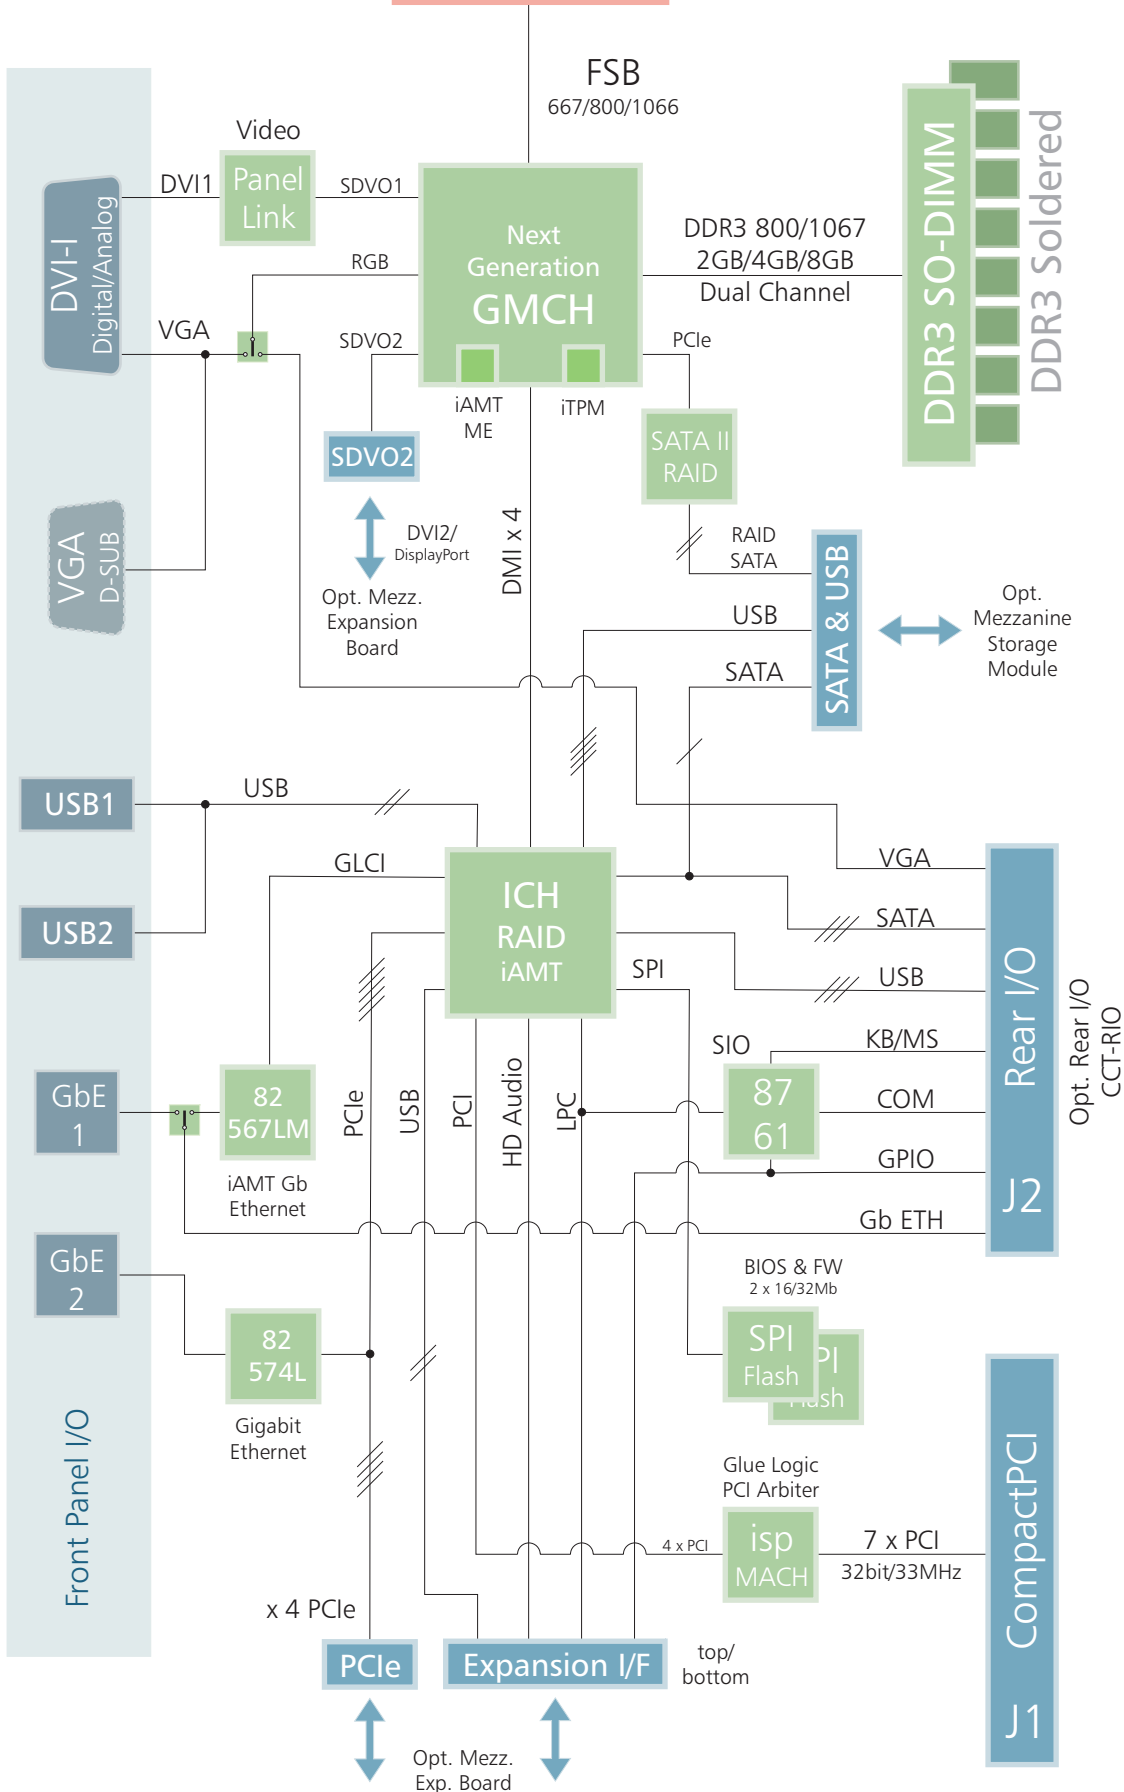 FSB
667/800/1066
Video
DVI1
Panel
Link
SDVO1
DVI-I
Digital/Analog
RGB
VGA
SDVO2
Next
Generation
GMCH
iAMT
ME
iTPM
DDR3 800/1067
2GB/4GB/8GB
Dual Channel
PCIe
DDR3 SO-DIMM
DDR3 Soldered
SATA II
RAID
SDVO2
DVI2/
DisplayPort
Opt. Mezz.
Expansion
Board
VGA
D-SUB
DMI x 4
RAID
SATA
USB
SATA
SATA & USB
Opt.
Mezzanine
Storage
Module
USB1
USB
USB2
GLCI
ICH
RAID
iAMT
SPI
VGA
SATA
USB
SIO
KB/MS
COM
GPIO
Gb ETH
87
61
Rear I/O
J2
Opt. Rear I/O
CCT-RIO
GbE
1
82
567LM
iAMT Gb
Ethernet
PCIe
USB
PCI
HD Audio
LPC
GbE
2
82
574L
Gigabit
Ethernet
BIOS & FW
2 x 16/32Mb
SPI
Flash
PI
ash
Front Panel I/O
Glue Logic
PCI Arbiter
4 x PCI
isp
MACH
7 x PCI
32bit/33MHz
CompactPCI
J1
x 4 PCIe
PCIe
Expansion I/F
top/
bottom
Opt. Mezz.
Exp. Board